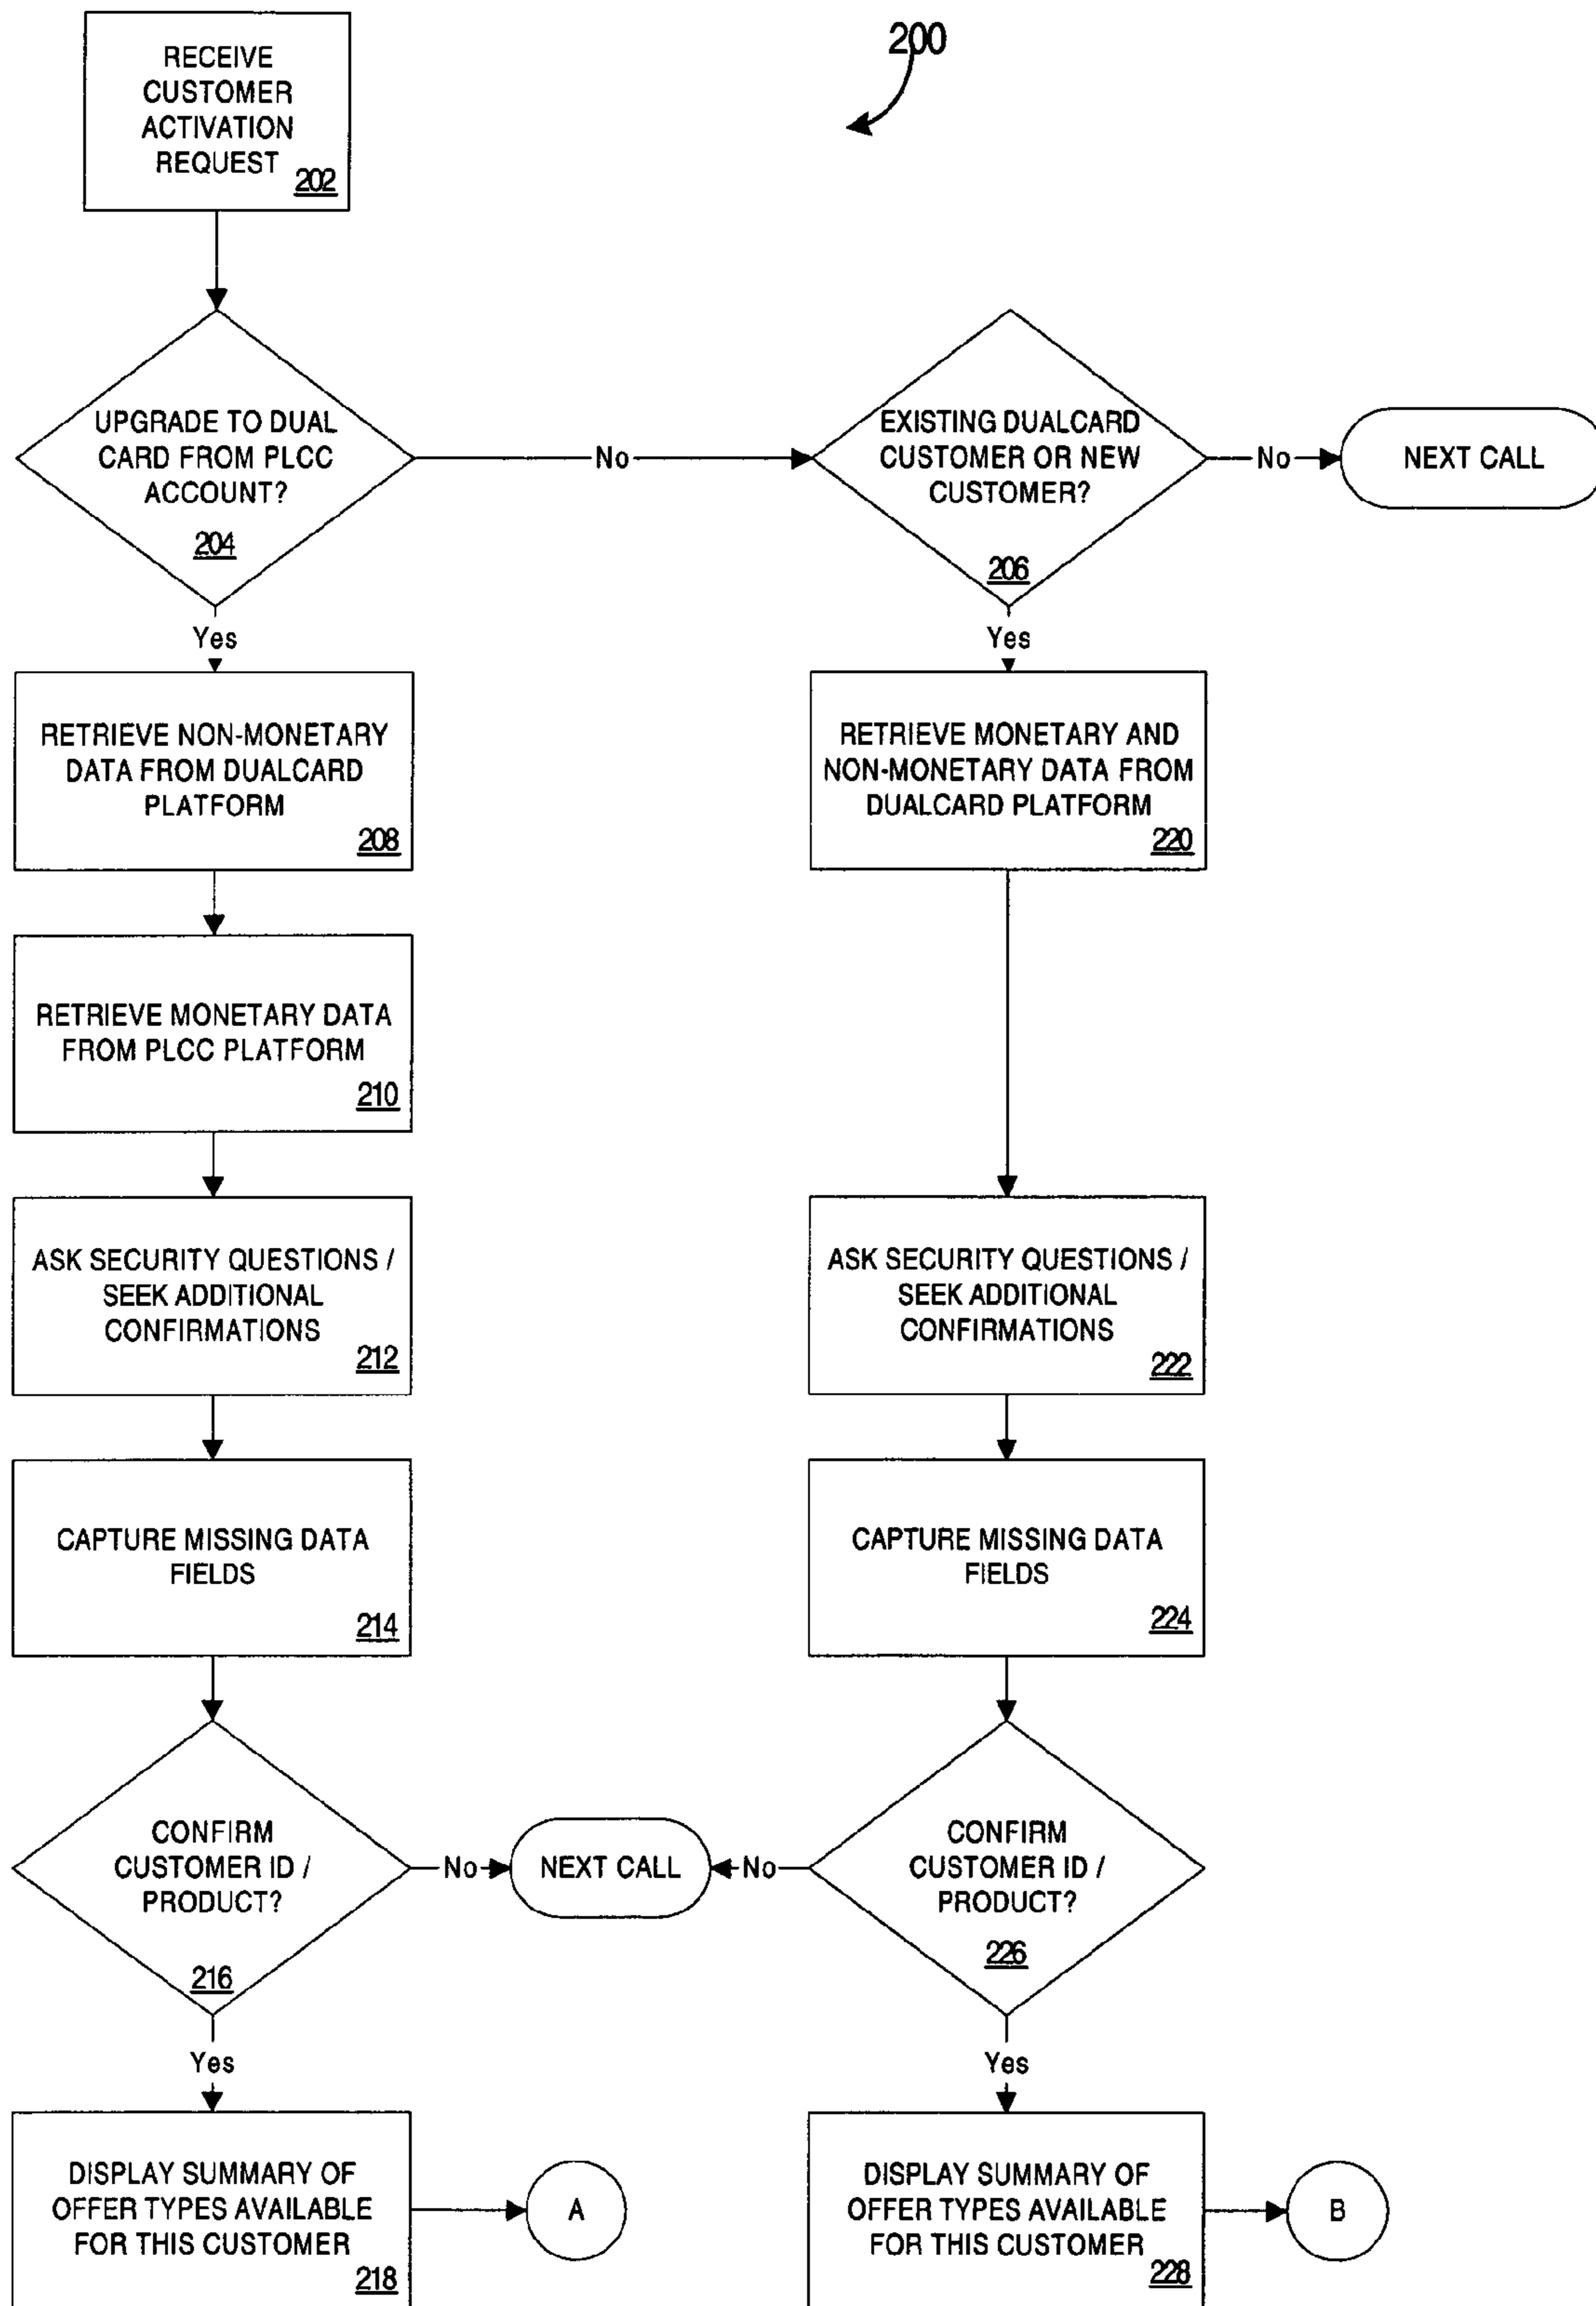 200
RECEIVE
CUSTOMER
ACTIVATION
REQUEST
202
UPGRADE TO DUAL
CARD FROM PLCC
ACCOUNT?
204
No
EXISTING DUALCARD
CUSTOMER OR NEW
CUSTOMER?
206
No
NEXT CALL
Yes
Yes
RETRIEVE NON-MONETARY
DATA FROM DUALCARD
PLATFORM
208
RETRIEVE MONETARY AND
NON-MONETARY DATA FROM
DUALCARD PLATFORM
220
RETRIEVE MONETARY DATA
FROM PLCC PLATFORM
210
ASK SECURITY QUESTIONS /
SEEK ADDITIONAL
CONFIRMATIONS
212
ASK SECURITY QUESTIONS /
SEEK ADDITIONAL
CONFIRMATIONS
222
CAPTURE MISSING DATA
FIELDS
214
CAPTURE MISSING DATA
FIELDS
224
CONFIRM
CUSTOMER ID /
PRODUCT?
216
No
NEXT CALL
No
CONFIRM
CUSTOMER ID /
PRODUCT?
226
Yes
Yes
DISPLAY SUMMARY OF
OFFER TYPES AVAILABLE
FOR THIS CUSTOMER
218
A
DISPLAY SUMMARY OF
OFFER TYPES AVAILABLE
FOR THIS CUSTOMER
228
B